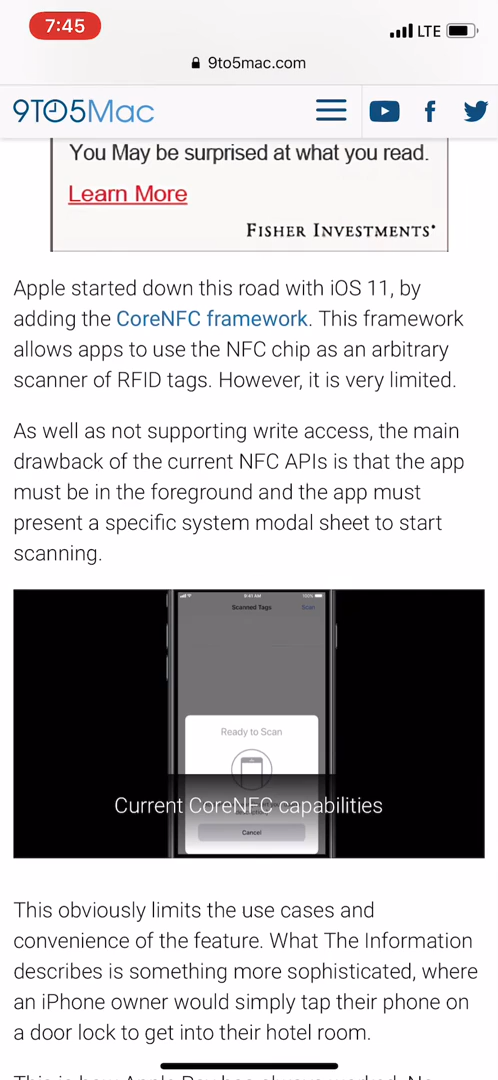 7:45
LTE
9to5mac.com
9TO5Mac
You May be surprised at what you read.
Learn More
FISHER INVESTMENTS®
Apple started down this road with iOS 11, by
adding the CoreNFC framework. This framework
allows apps to use the NFC chip as an arbitrary
scanner of RFID tags. However, it is very limited.
As well as not supporting write access, the main
drawback of the current NFC APIs is that the app
must be in the foreground and the app must
present a specific system modal sheet to start
scanning.
9:41 AM
100%
Scanned Tags
Scan
Ready to Scan
Current CoreNFC capabilities
Cancel
This obviously limits the use cases and
convenience of the feature. What The Information
describes is something more sophisticated, where
an iPhone owner would simply tap their phone on
a door lock to get into their hotel room.